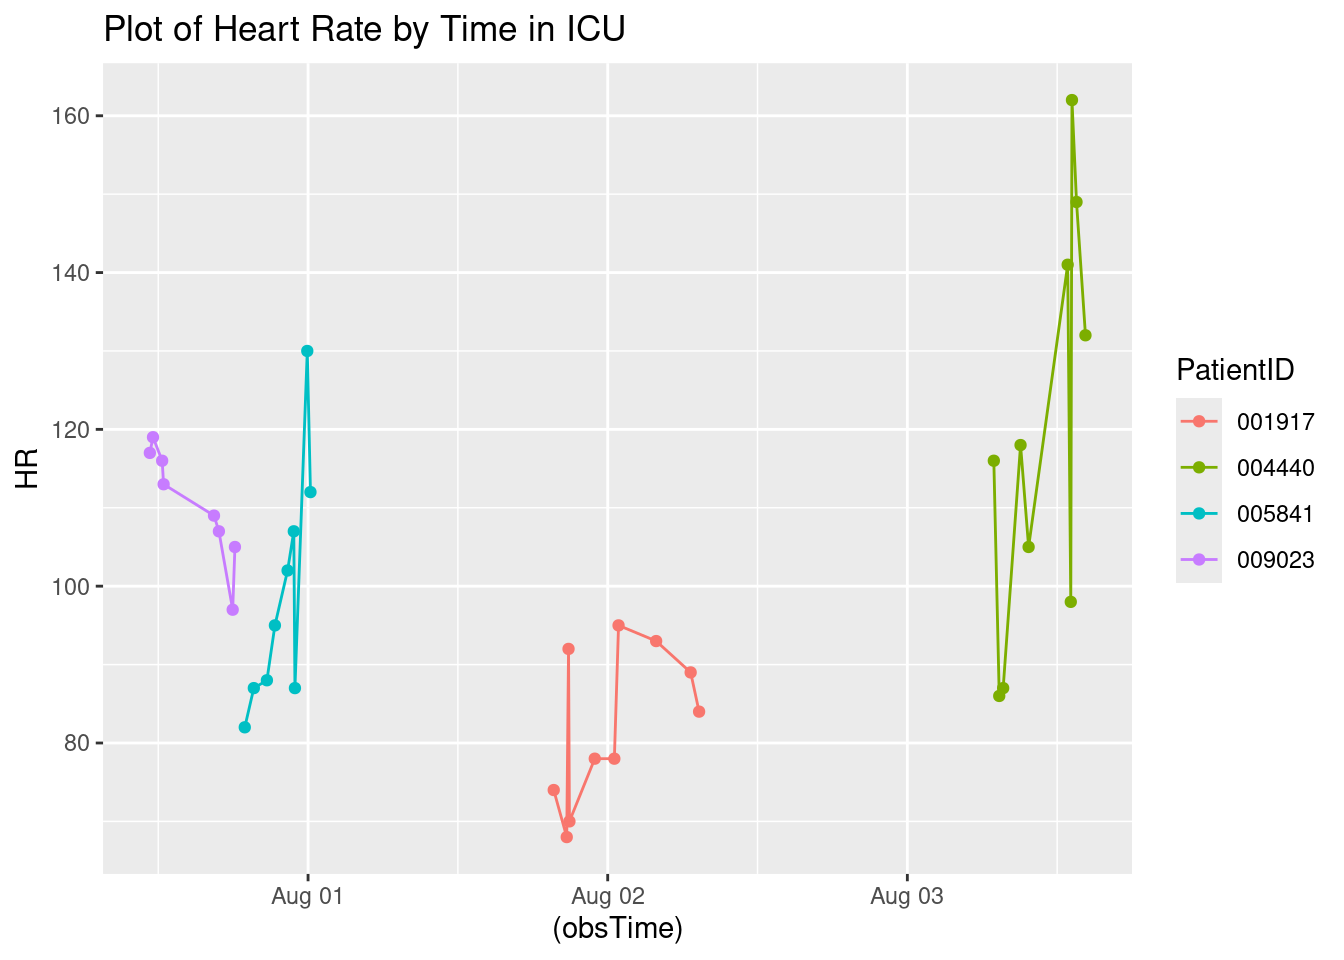 Plot of Heart Rate by Time in ICU
160
140
120
100
80
HR
Aug 01
Aug 02
Aug 03
(obsTime)
PatientID
001917
004440
005841
009023